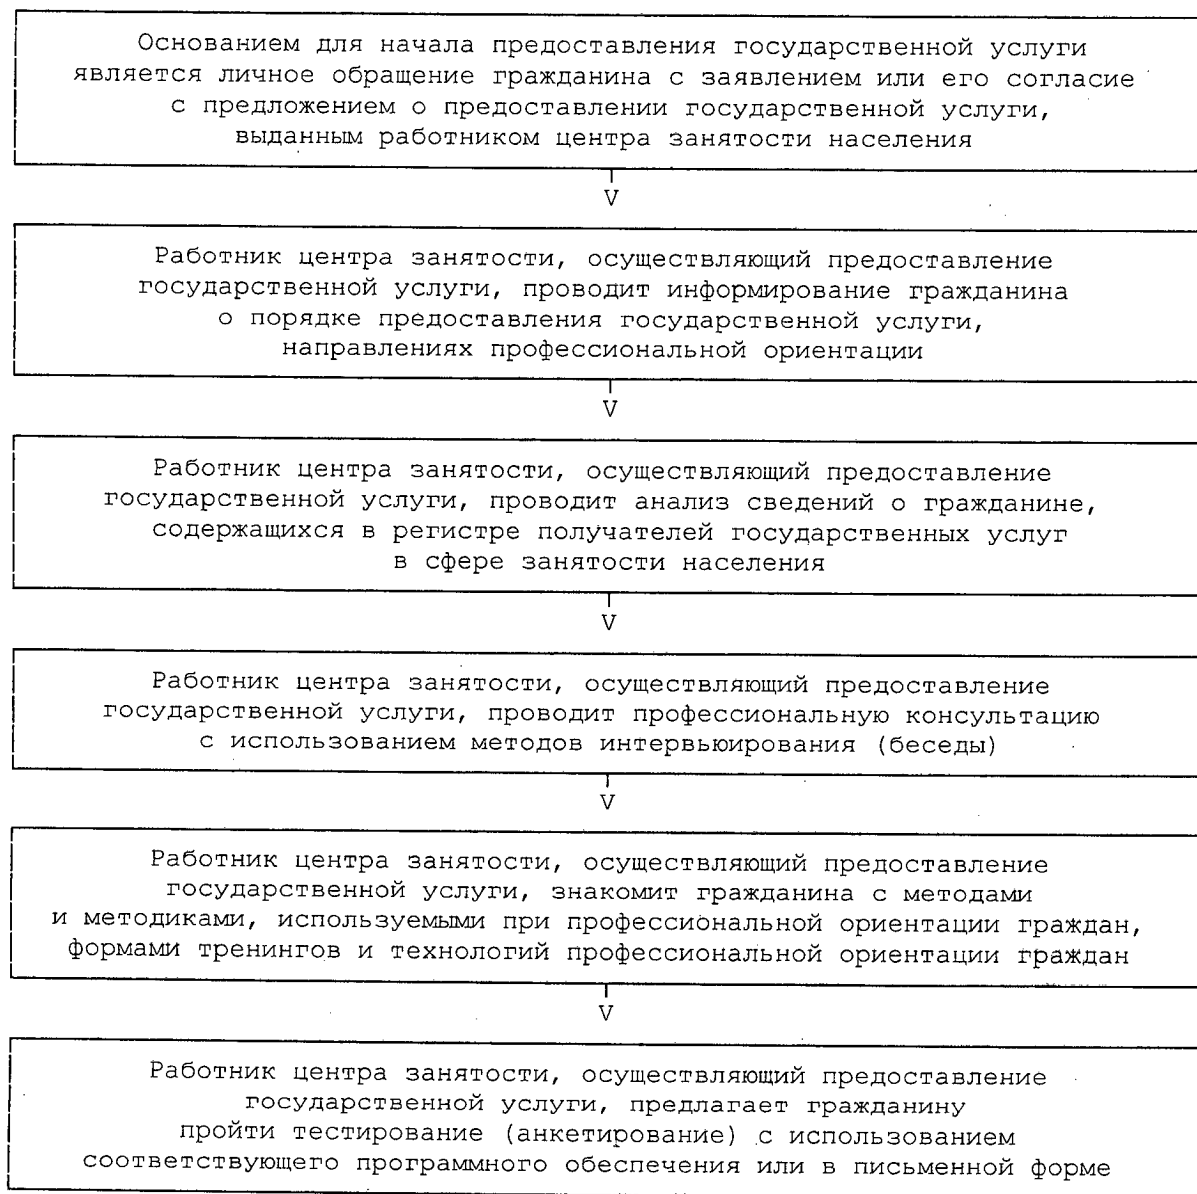 Основанием для начала предоставления государственной услуги
является личное обращение гражданина с заявлением или его согласие
с предложением о предоставлении государственной услуги,
выданным работником центра занятости населения
V
Работник центра занятости, осуществляющий предоставление
государственной услуги, проводит информирование гражданина
о порядке предоставления государственной услуги,
направлениях профессиональной ориентации
V
Работник центра занятости, осуществляющий предоставление
государственной услуги, проводит анализ сведений о гражданине,
содержащихся в регистре получателей государственных услуг
в сфере занятости населения
V
Работник центра занятости, осуществляющий предоставление
государственной услуги, проводит профессиональную консультацию
с использованием методов интервьюирования (беседы)
V
Работник центра занятости, осуществляющий предоставление
государственной услуги, знакомит гражданина с методами
и методиками, используемыми при профессиональной ориентации граждан,
формами тренингов и технологий профессиональной ориентации граждан
V
Работник центра занятости, осуществляющий предоставление
государственной услуги, предлагает гражданину
пройти тестирование (анкетирование) с использованием
соответствующего программного обеспечения или в письменной форме